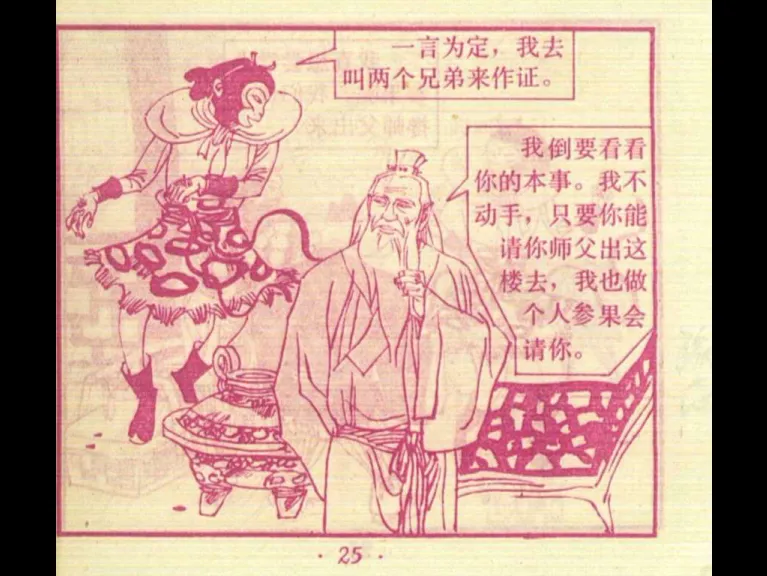 一言为定，我去
叫两个兄弟来作证。
我倒要看看
你的本事。我不
动手，只要你能
请你师父出这
楼去，我也做
个人参果会
请你。
· 25 ·